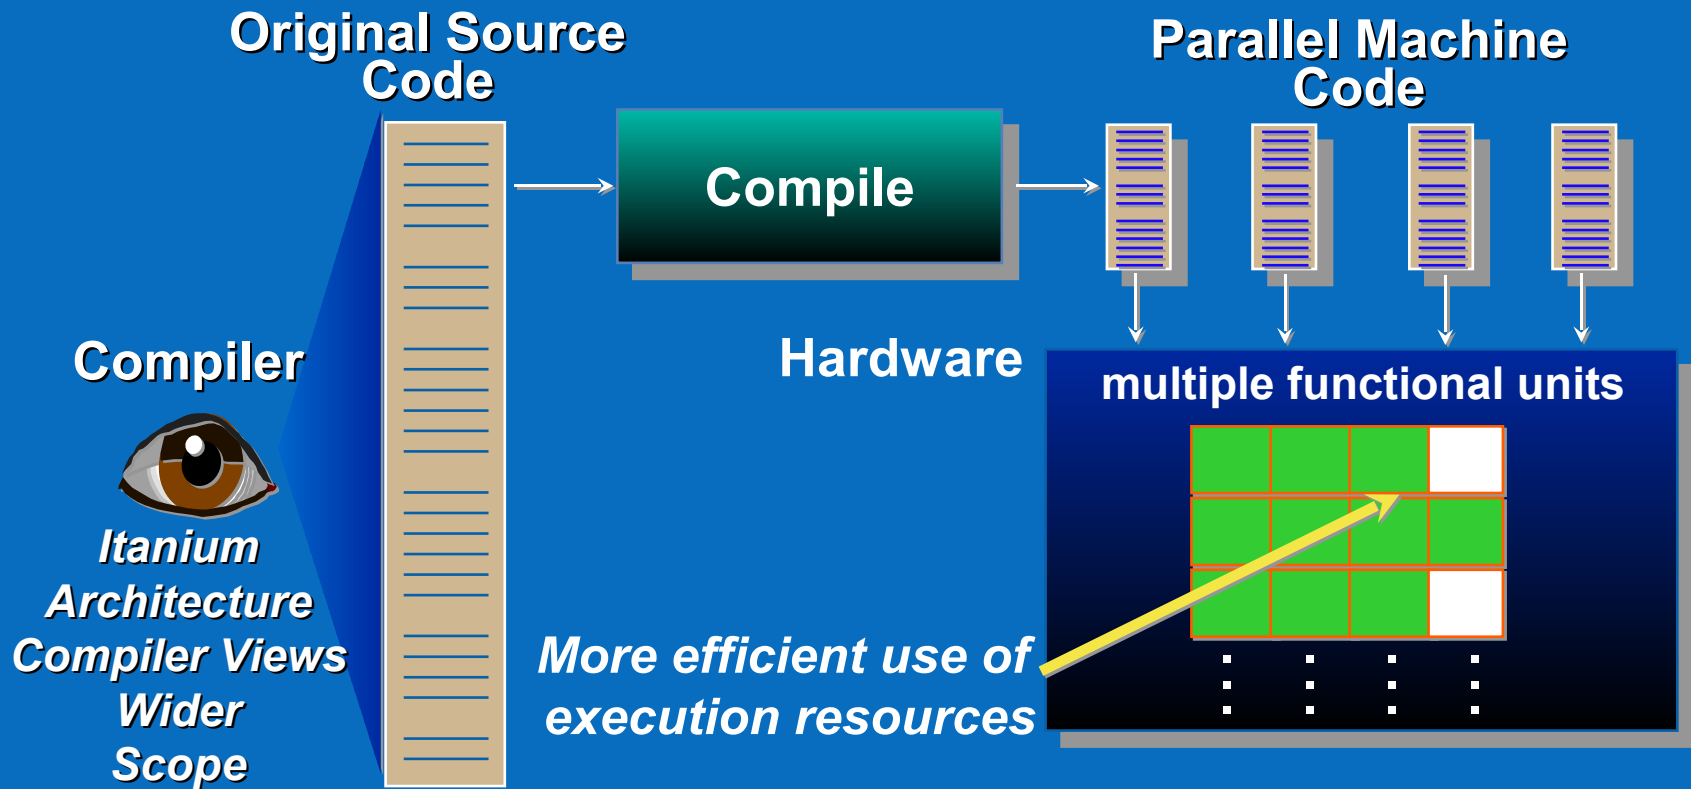 Original Source
Code
Parallel Machine
Code
Compile
Compiler
Hardware
multiple functional units
Itanium
Architecture
Compiler Views
Wider
Scope
More efficient use of
execution resources